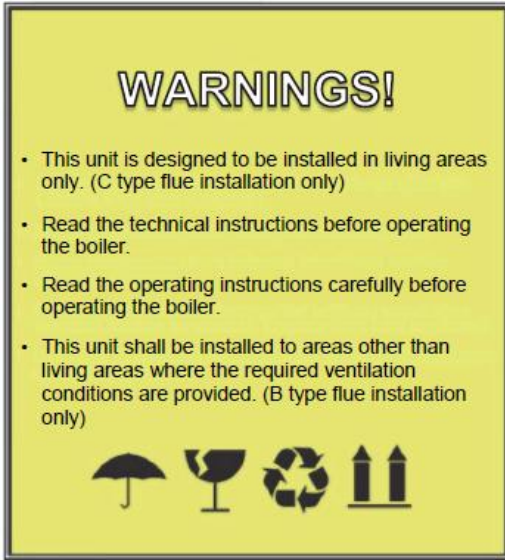 WARNINGS!
• This unit is designed to be installed in living areas
only. (C type flue installation only)
• Read the technical instructions before operating
the boiler.
• Read the operating instructions carefully before
operating the boiler.
• This unit shall be installed to areas other than
living areas where the required ventilation
conditions are provided. (B type flue installation
only)